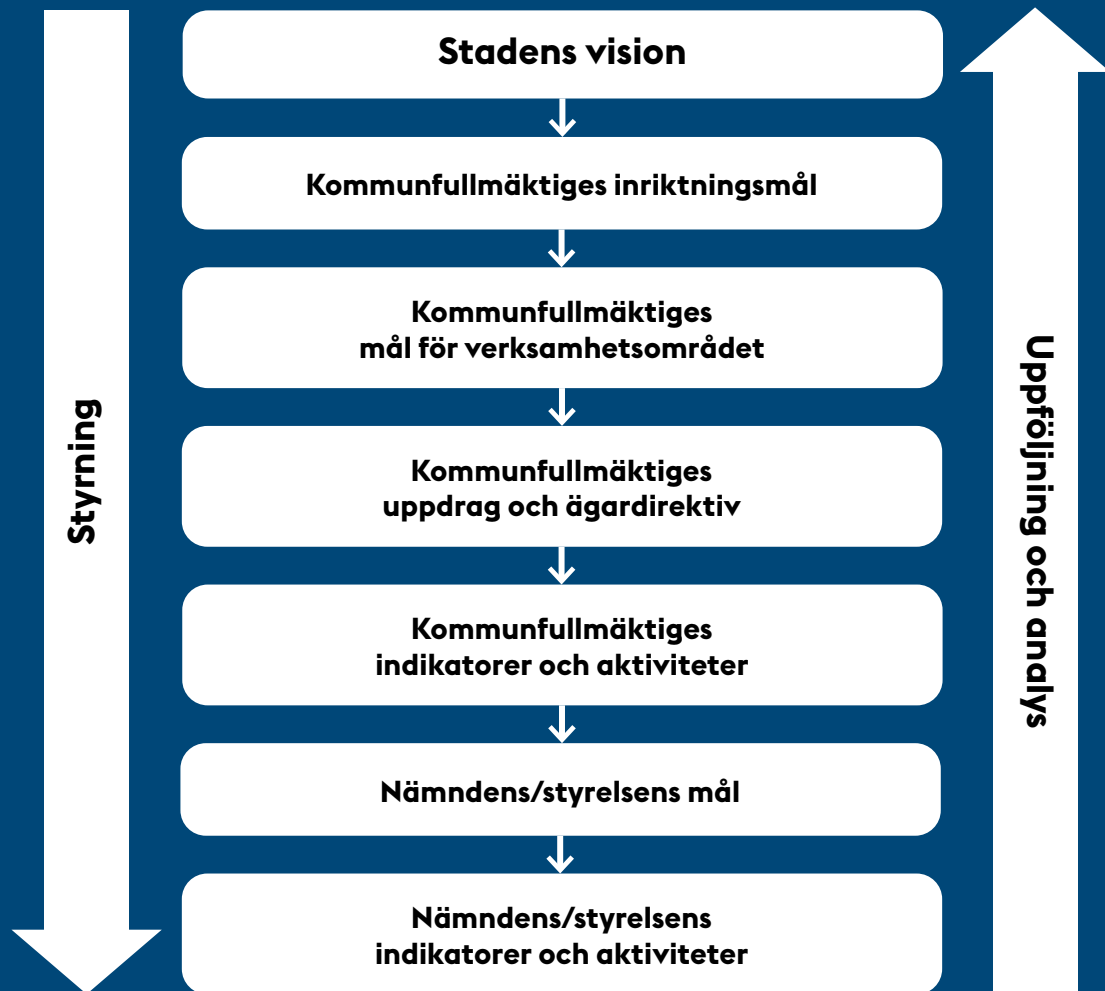 Stadens vision
Kommunfullmäktiges inriktningsmål
Kommunfullmäktiges
mål för verksamhetsområdet
Kommunfullmäktiges
uppdrag och ägardirektiv
Kommunfullmäktiges
indikatorer och aktiviteter
Nämndens/styrelsens mål
Nämndens/styrelsens
indikatorer och aktiviteter
Styrning
Uppföljning och analys